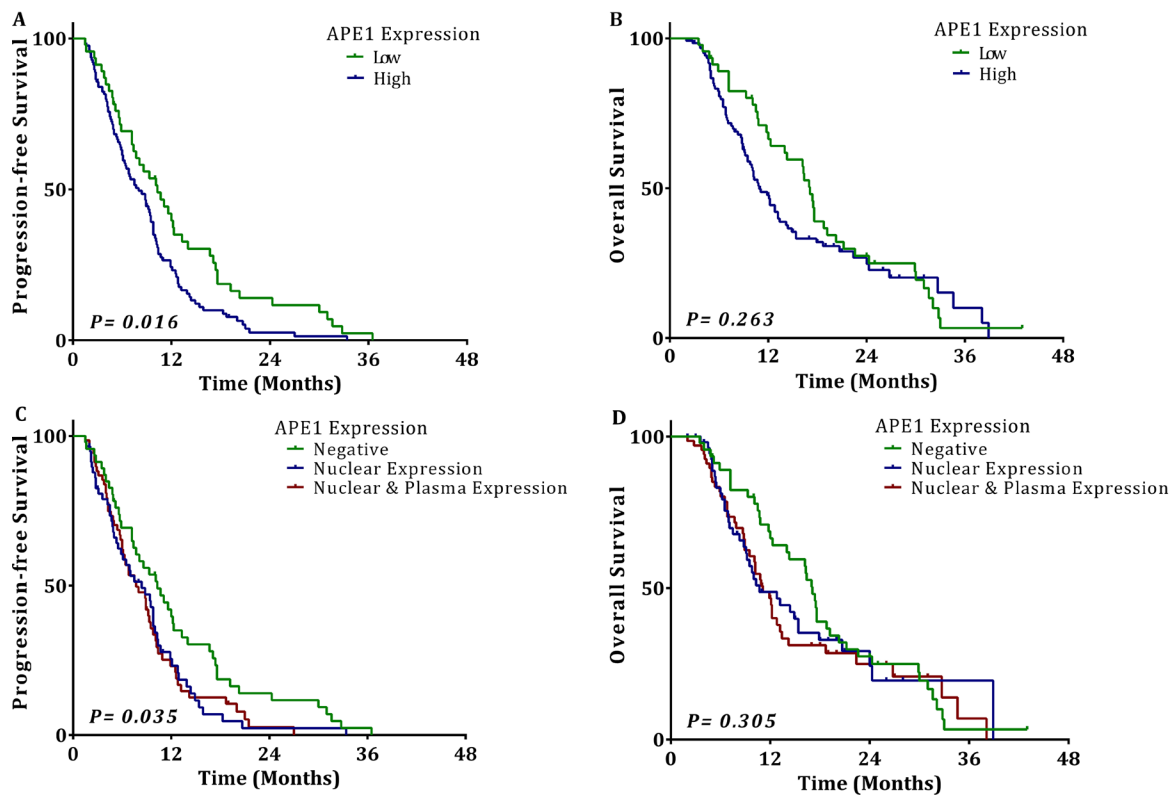 A
APE1 Expression
Low
High
Progression-free Survival
100
50
0
P= 0.016
0 12 24 36 48
Time (Months)
B
APE1 Expression
Low
High
Overall Survival
100
50
0
P= 0.263
0 12 24 36 48
Time (Months)
C
APE1 Expression
Negative
Nuclear Expression
Nuclear & Plasma Expression
Progression-free Survival
100
50
0
P= 0.035
0 12 24 36 48
Time (Months)
D
APE1 Expression
Negative
Nuclear Expression
Nuclear & Plasma Expression
Overall Survival
100
50
0
P= 0.305
0 12 24 36 48
Time (Months)